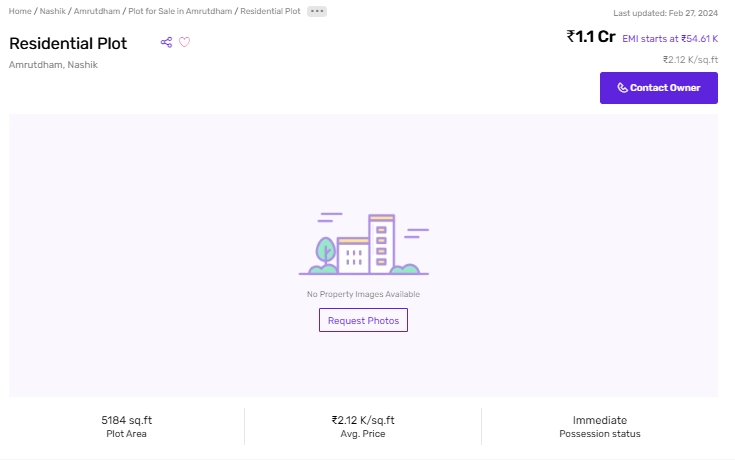 Home / Nashik / Amrutdham / Plot for Sale in Amrutdham / Residential Plot
Last updated: Feb 27, 2024
Residential Plot
₹1.1 Cr EMI starts at ₹54.61 K
Amrutdham, Nashik
₹2.12 K/sq.ft
Contact Owner
No Property Images Available
Request Photos
5184 sq.ft
Plot Area
₹2.12 K/sq.ft
Avg. Price
Immediate
Possession status